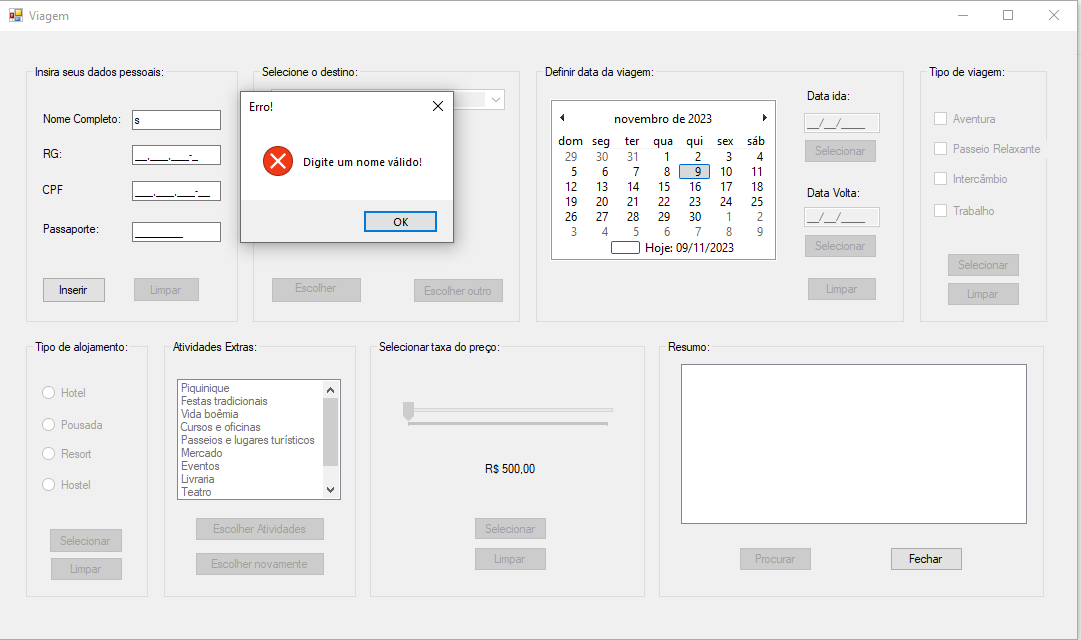 Viagem
Insira seus dados pessoais:
Nome Completo: s
RG: __.___.___-_
CPF ___.___.___-__
Passaporte: ________
Inserir Limpar
Selecione o destino:
Escolher Escolher outro
Erro!
Digite um nome válido!
OK
Definir data da viagem:
novembro de 2023
dom seg ter qua qui sex sáb
29 30 31 1 2 3 4
5 6 7 8 9 10 11
12 13 14 15 16 17 18
19 20 21 22 23 24 25
26 27 28 29 30 1 2
3 4 5 6 7 8 9
Hoje: 09/11/2023
Data ida:
__/__/____
Selecionar
Data Volta:
__/__/____
Selecionar
Limpar
Tipo de viagem:
Aventura
Passeio Relaxante
Intercâmbio
Trabalho
Selecionar
Limpar
Tipo de alojamento:
Hotel
Pousada
Resort
Hostel
Selecionar
Limpar
Atividades Extras:
Piquinique
Festas tradicionais
Vida boêmia
Cursos e oficinas
Passeios e lugares turísticos
Mercado
Eventos
Livraria
Teatro
Escolher Atividades
Escolher novamente
Selecionar taxa do preço:
R$ 500,00
Selecionar
Limpar
Resumo:
Procurar Fechar